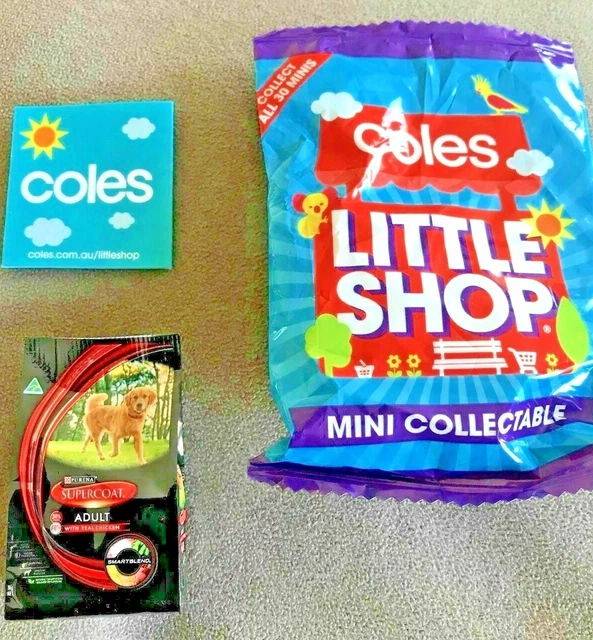 coles
coles.com.au/littleshop
COLLECT
ALL 30 MINIS
coles
LITTLE
SHOP®
MINI COLLECTABLE
PURINA
SUPERCOAT
ADULT
WITH REAL CHICKEN
SMARTBLEND